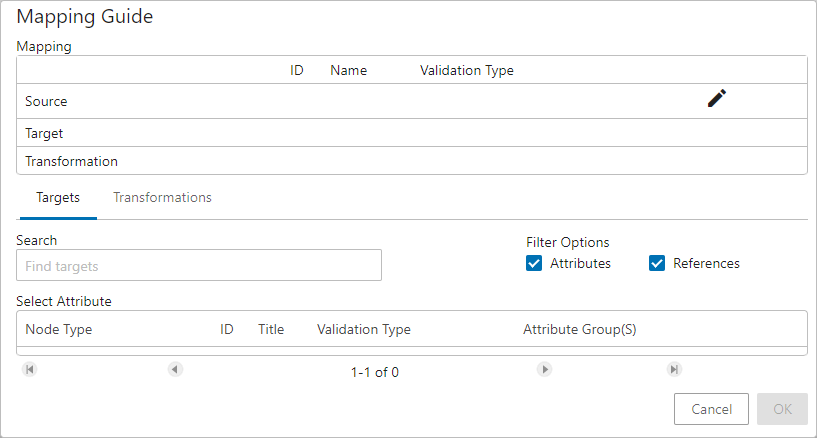 Mapping Guide
Mapping
ID Name Validation Type
Source
Target
Transformation
Targets Transformations
Search
Filter Options
Find targets
Attributes References
Select Attribute
Node Type ID Title Validation Type Attribute Group(S)
1-1 of 0
Cancel OK